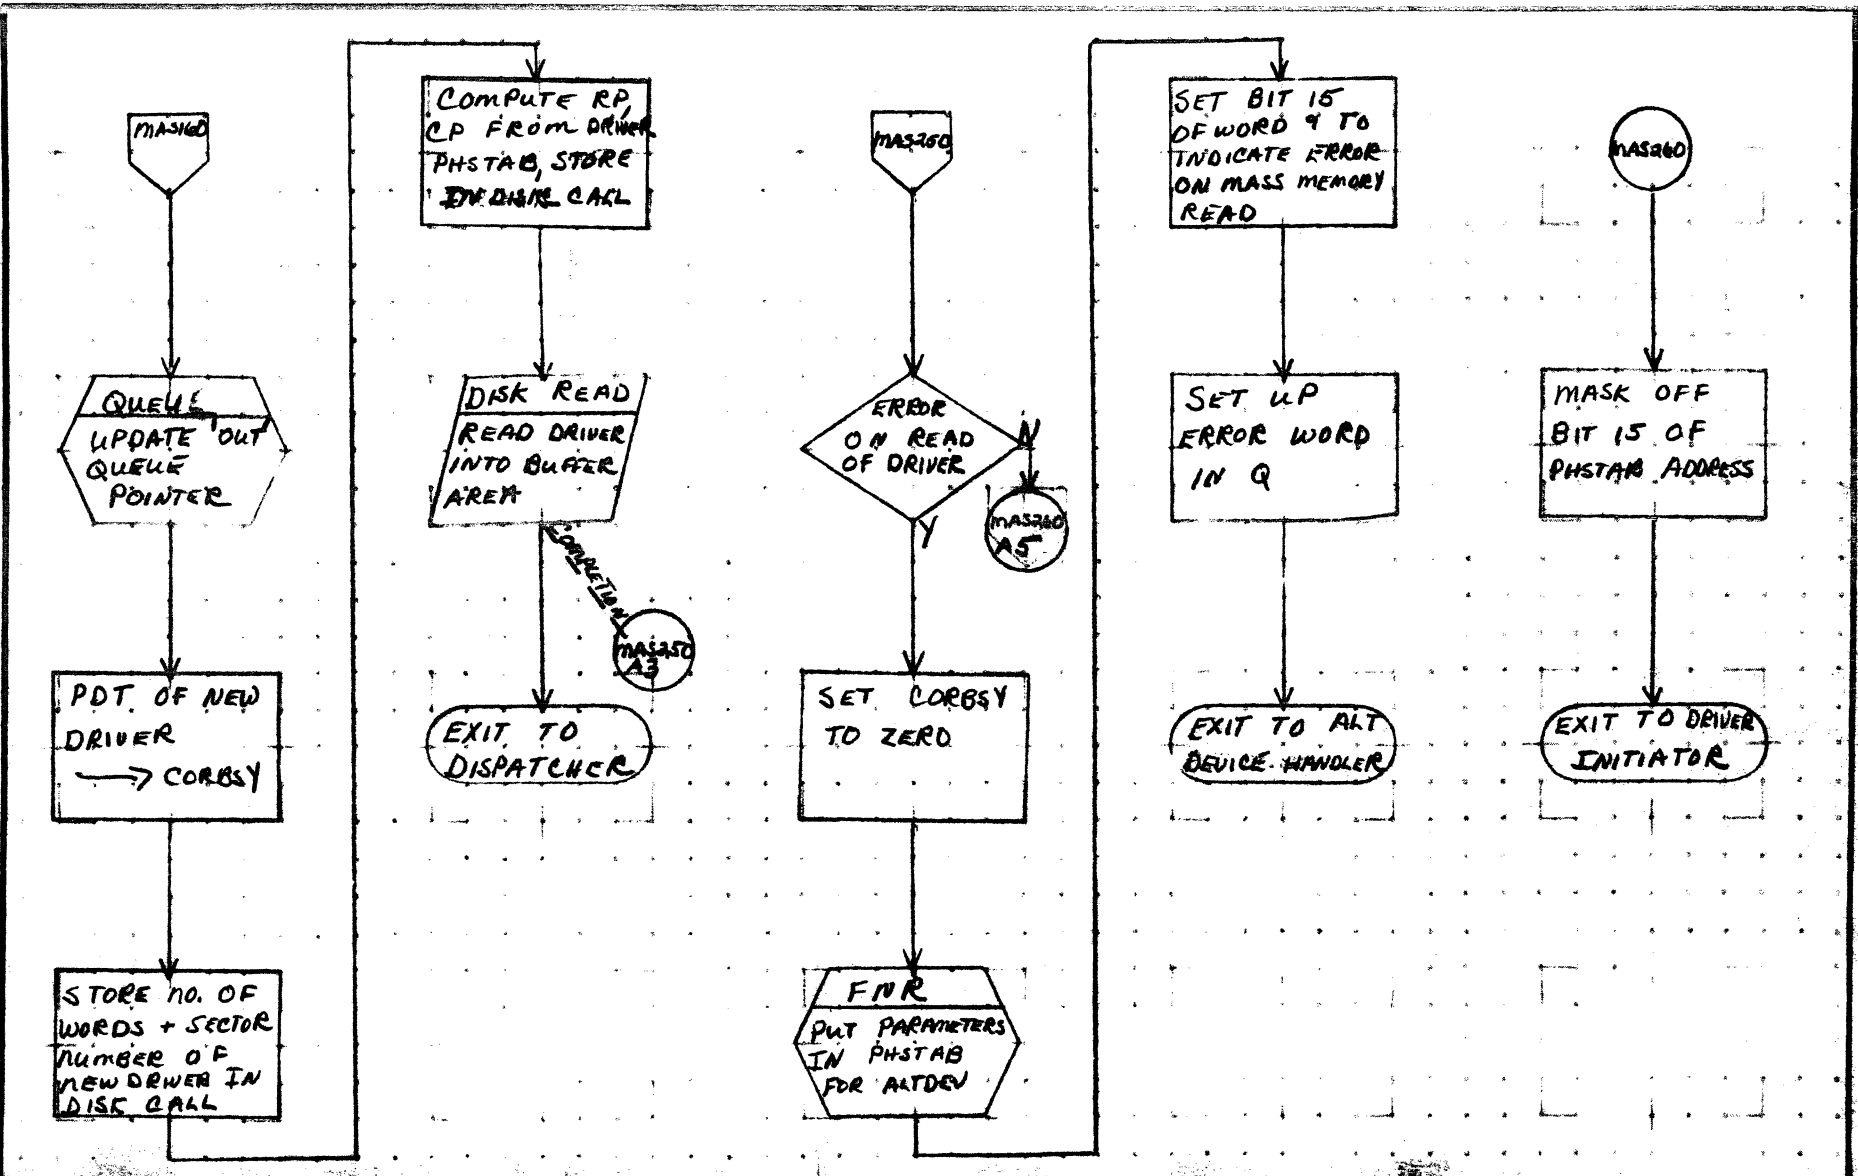 MAS160
QUEUE
UPDATE 'OUT'
QUEUE
POINTER
PDT OF NEW
DRIVER
→ CORBSY
STORE NO. OF
WORDS + SECTOR
NUMBER OF
NEW DRIVER IN
DISK CALL
COMPUTE RP,
CP FROM DRIVER
PHSTAB, STORE
IN DISK CALL
DISK READ
READ DRIVER
INTO BUFFER
AREA
COMPLETION
MAS250
A3
EXIT TO
DISPATCHER
MAS250
ERROR
ON READ
OF DRIVER
N
MAS260
A5
Y
SET CORBSY
TO ZERO
FNR
PUT PARAMETERS
IN PHSTAB
FOR ALTDEV
SET BIT 15
OF WORD 9 TO
INDICATE ERROR
ON MASS MEMORY
READ
SET UP
ERROR WORD
IN Q
EXIT TO ALT
DEVICE HANDLER
MAS260
MASK OFF
BIT 15 OF
PHSTAB ADDRESS
EXIT TO DRIVER
INITIATOR